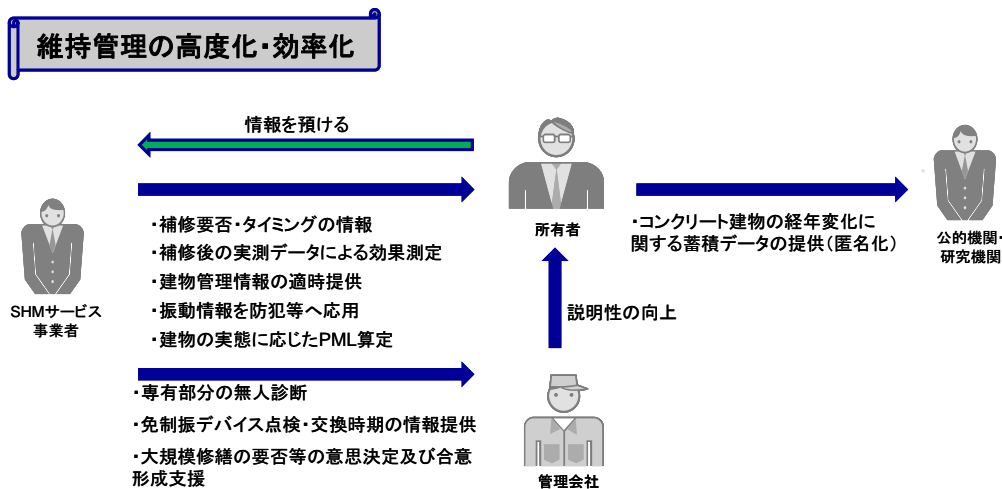 維持管理の高度化・効率化
情報を預ける
・補修要否・タイミングの情報
・補修後の実測データによる効果測定
・建物管理情報の適時提供
・振動情報を防犯等へ応用
・建物の実態に応じたPML算定
SHMサービス
事業者
所有者
・コンクリート建物の経年変化に
関する蓄積データの提供(匿名化)
公的機関・
研究機関
説明性の向上
・専有部分の無人診断
・免制振デバイス点検・交換時期の情報提供
・大規模修繕の要否等の意思決定及び合意
形成支援
管理会社